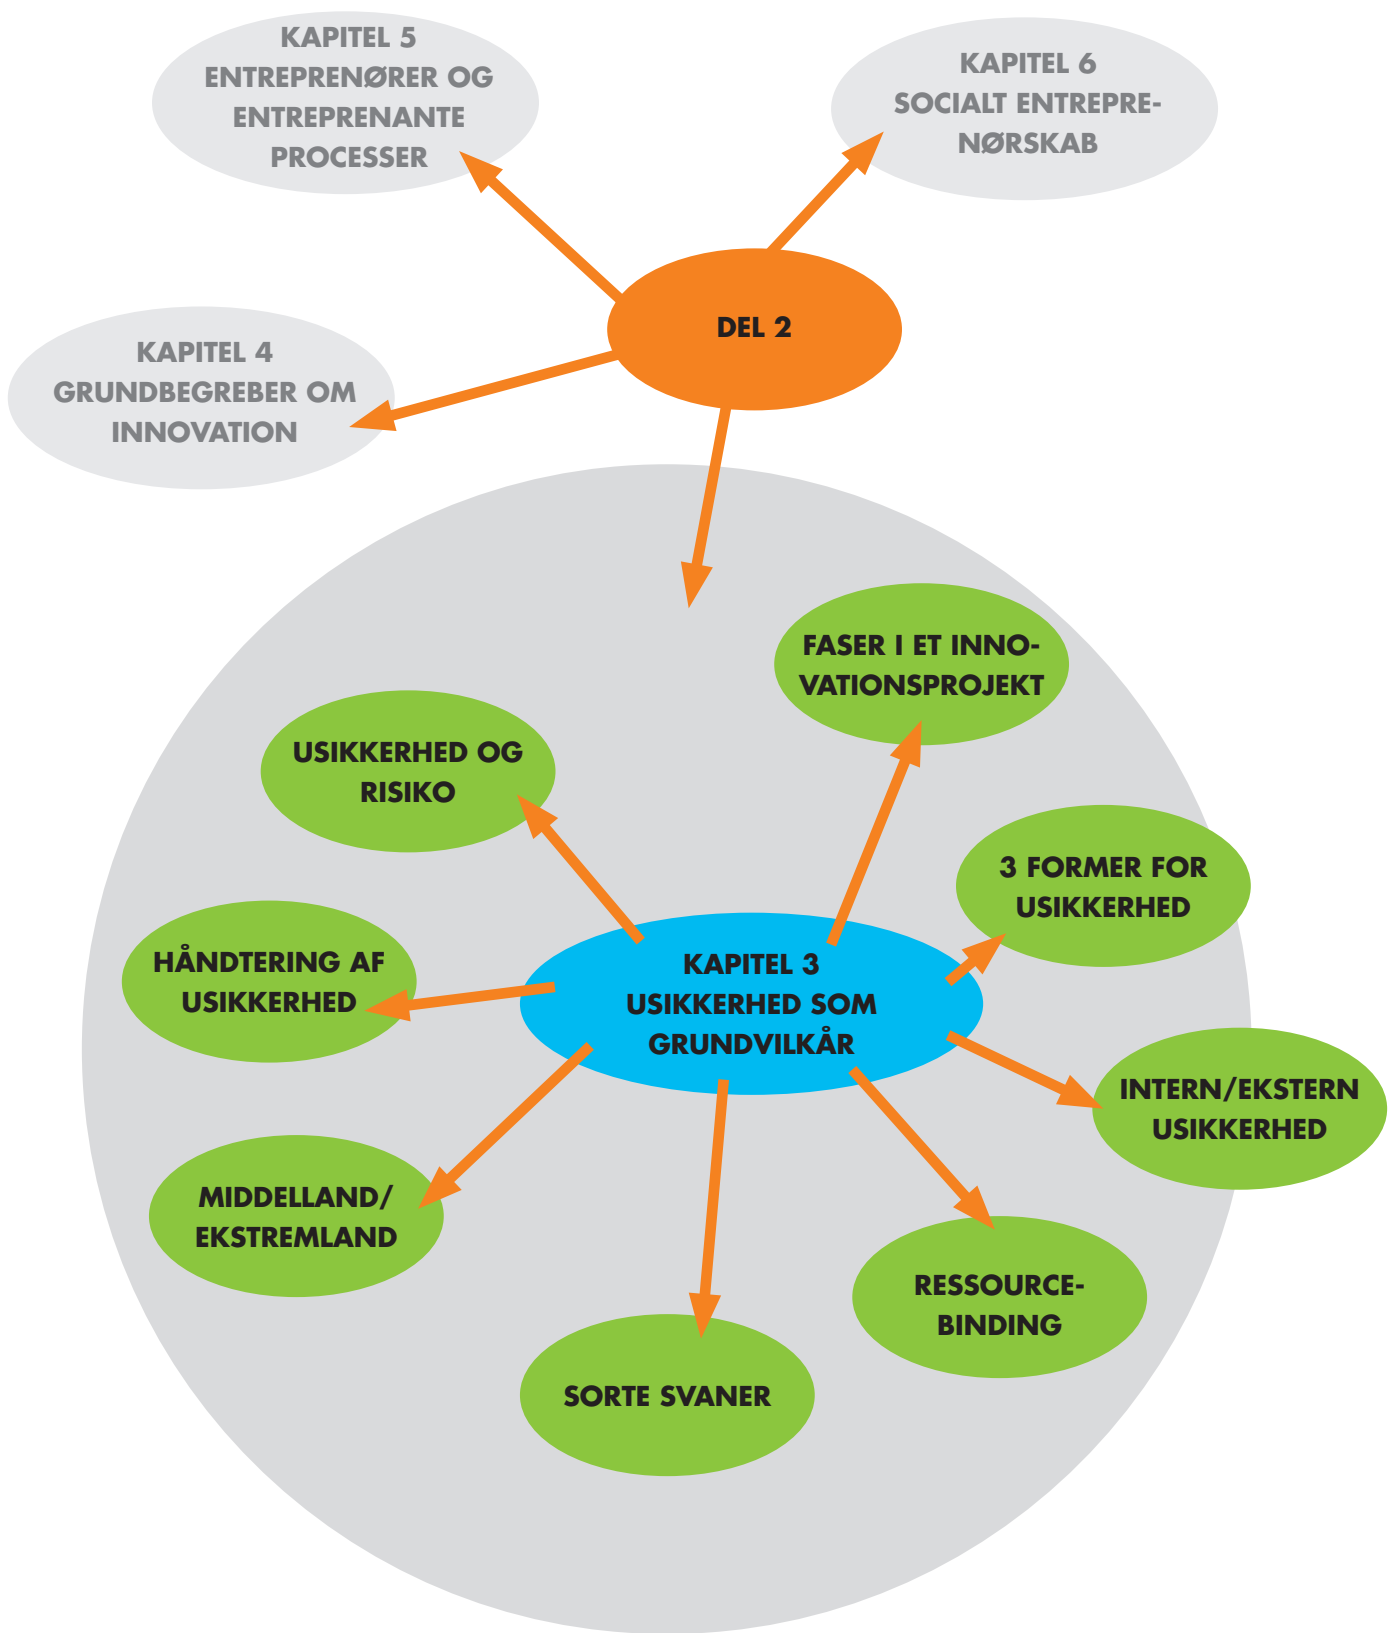 KAPITEL 5
ENTREPRENØRER OG
ENTREPRENANTE
PROCESSER
KAPITEL 6
SOCIALT ENTREPRE-
NØRSKAB
DEL 2
KAPITEL 4
GRUNDBEGREBER OM
INNOVATION
FASER I ET INNO-
VATIONSPROJEKT
USIKKERHED OG
RISIKO
3 FORMER FOR
USIKKERHED
HÅNDTERING AF
USIKKERHED
KAPITEL 3
USIKKERHED SOM
GRUNDVILKÅR
INTERN/EKSTERN
USIKKERHED
MIDDELLAND/
EKSTREMLAND
RESSOURCE-
BINDING
SORTE SVANER